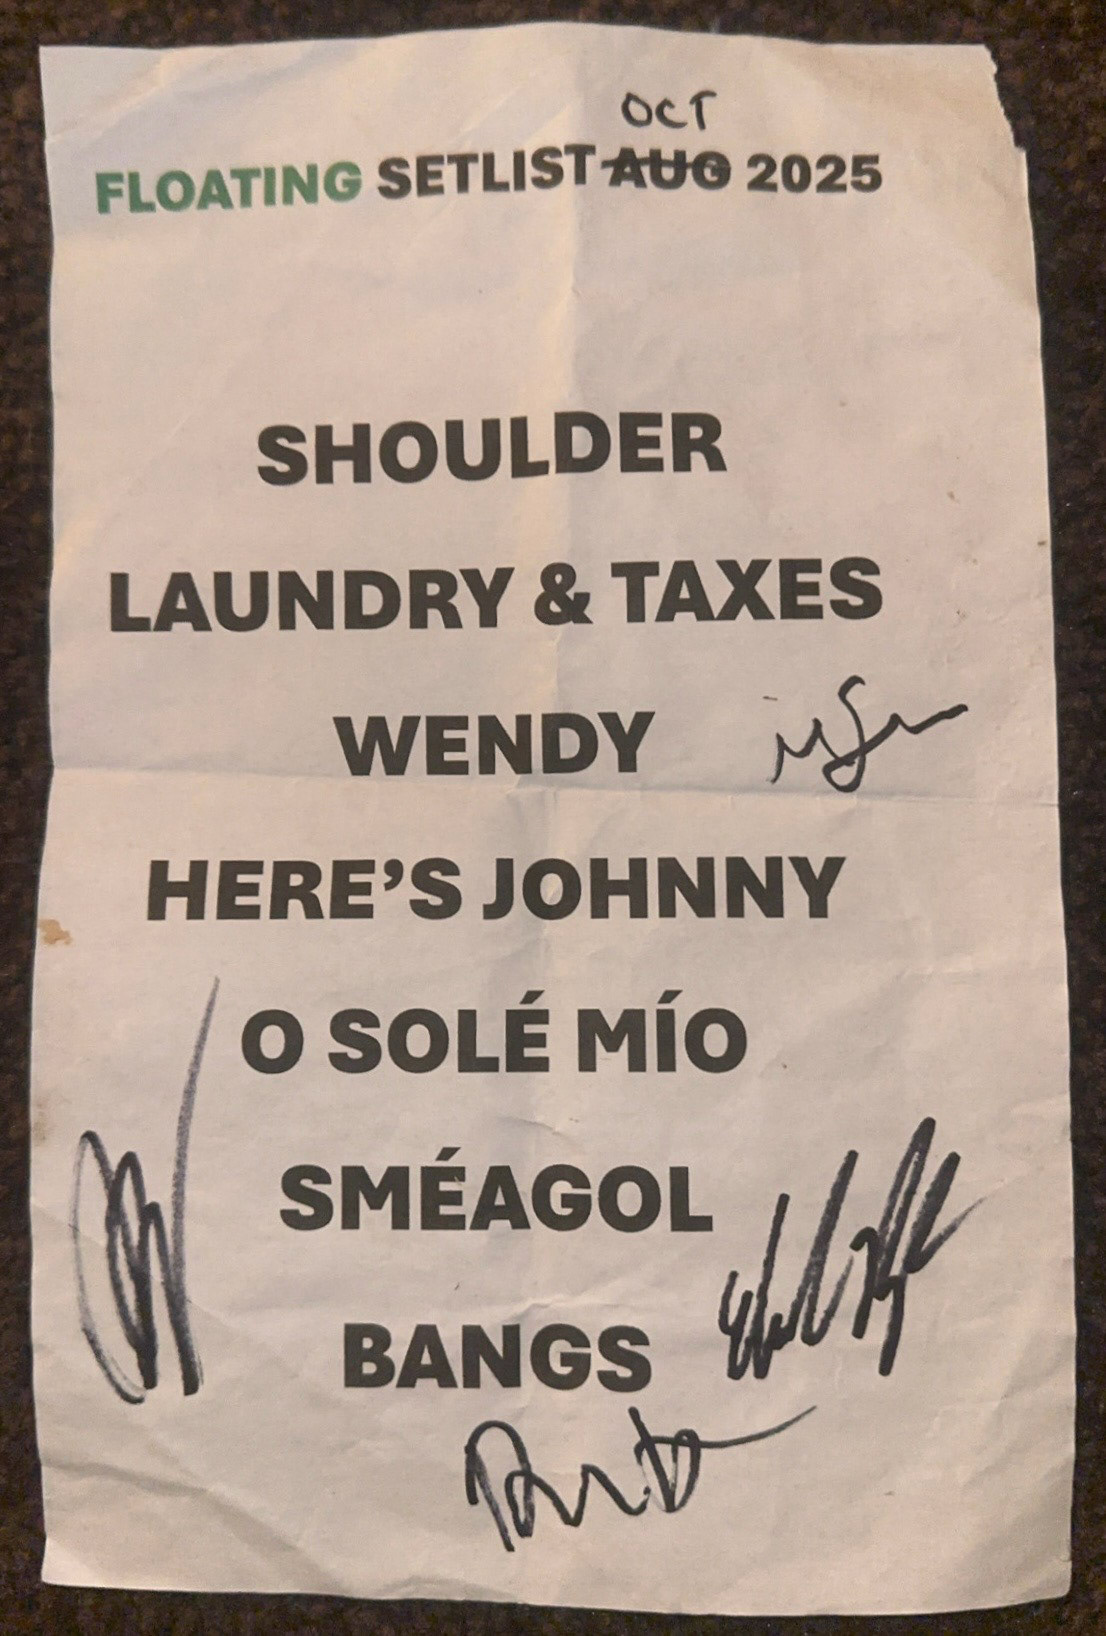 OCT
FLOATING SETLIST AUG 2025
SHOULDER
LAUNDRY & TAXES
WENDY
HERE’S JOHNNY
O SOLÉ MÍO
SMÉAGOL
BANGS